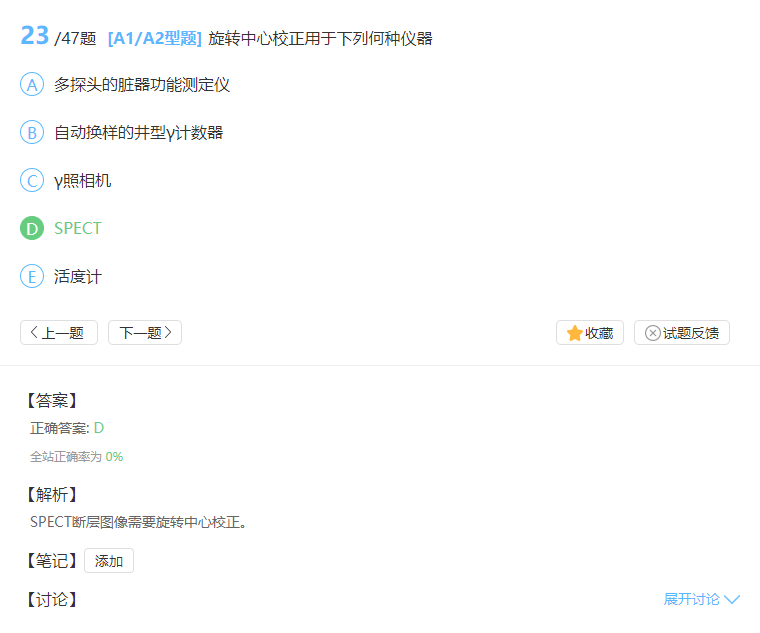 23 /47题 [A1/A2型题] 旋转中心校正用于下列何种仪器
A 多探头的脏器功能测定仪
B 自动换样的井型γ计数器
C γ照相机
D SPECT
E 活度计
上一题 下一题 收藏 试题反馈
【答案】
正确答案: D
全站正确率为 0%
【解析】
SPECT断层图像需要旋转中心校正。
【笔记】 添加
【讨论】 展开讨论